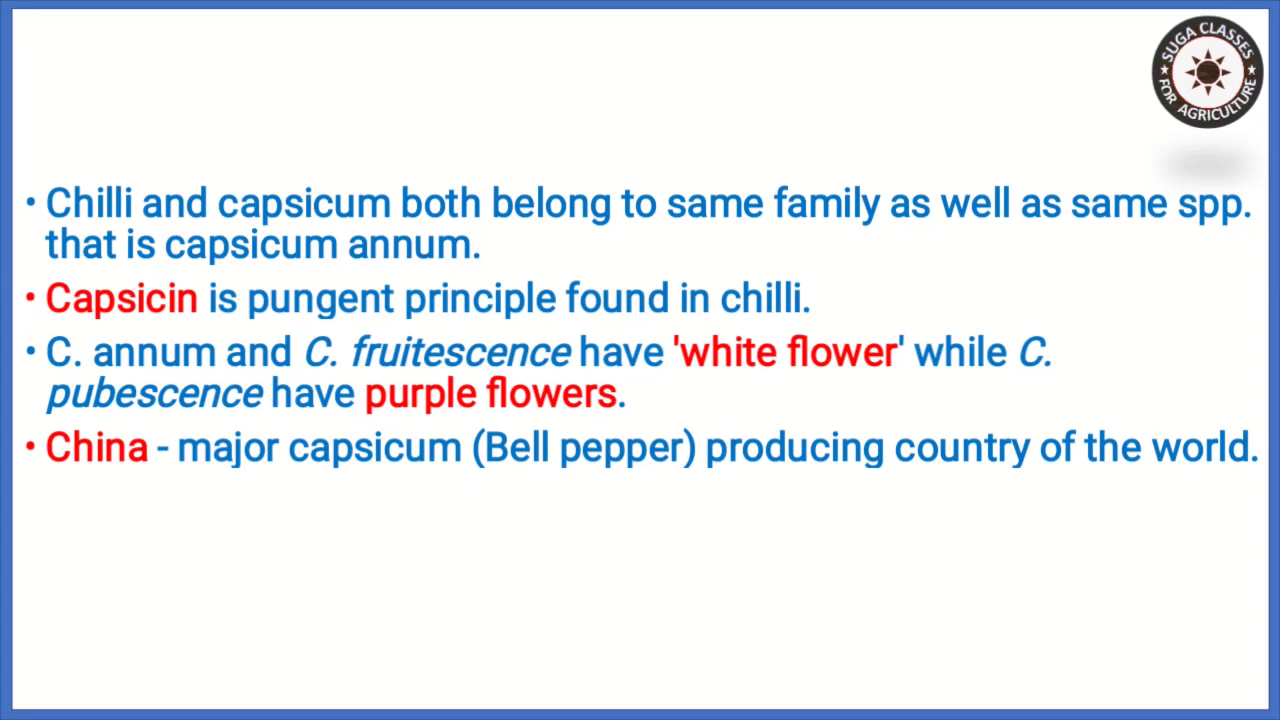 SUGA CLASSES
FOR AGRICULTURE
• Chilli and capsicum both belong to same family as well as same spp.
that is capsicum annum.
• Capsicin is pungent principle found in chilli.
• C. annum and C. fruitescence have 'white flower' while C.
pubescence have purple flowers.
• China - major capsicum (Bell pepper) producing country of the world.